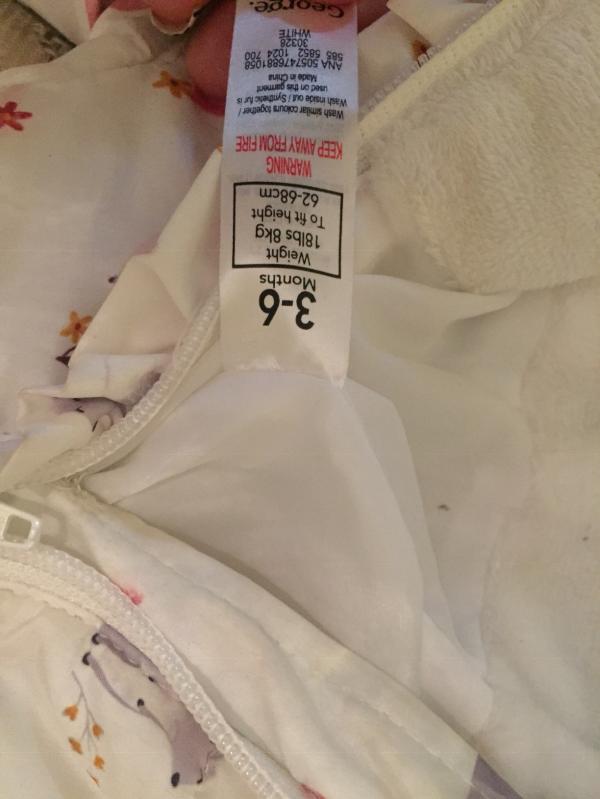 3-6
Months
Weight
18lbs 8kg
To fit height
62-68cm
WARNING
KEEP AWAY FROM FIRE
Wash similar colours together /
Wash inside out / Synthetic fur is
used on this garment
Made in China
ANA 5057476881058
585 5852 1024 700
30328
WHITE
George.